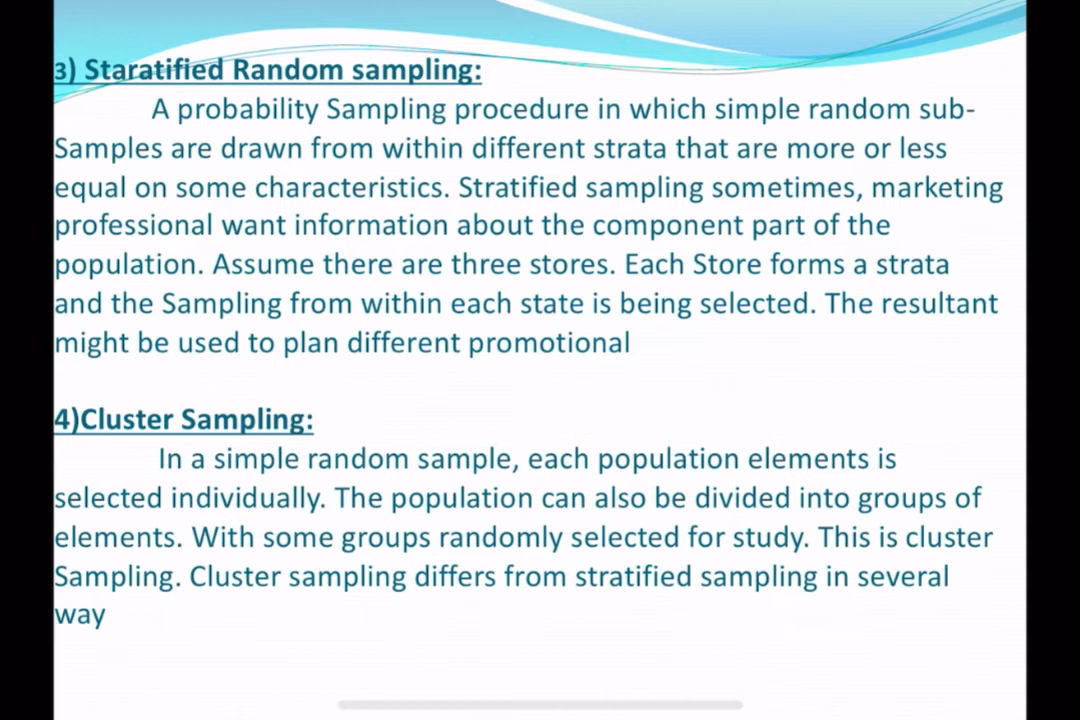 3) Staratified Random sampling:
A probability Sampling procedure in which simple random sub-
Samples are drawn from within different strata that are more or less
equal on some characteristics. Stratified sampling sometimes, marketing
professional want information about the component part of the
population. Assume there are three stores. Each Store forms a strata
and the Sampling from within each state is being selected. The resultant
might be used to plan different promotional
4)Cluster Sampling:
In a simple random sample, each population elements is
selected individually. The population can also be divided into groups of
elements. With some groups randomly selected for study. This is cluster
Sampling. Cluster sampling differs from stratified sampling in several
way